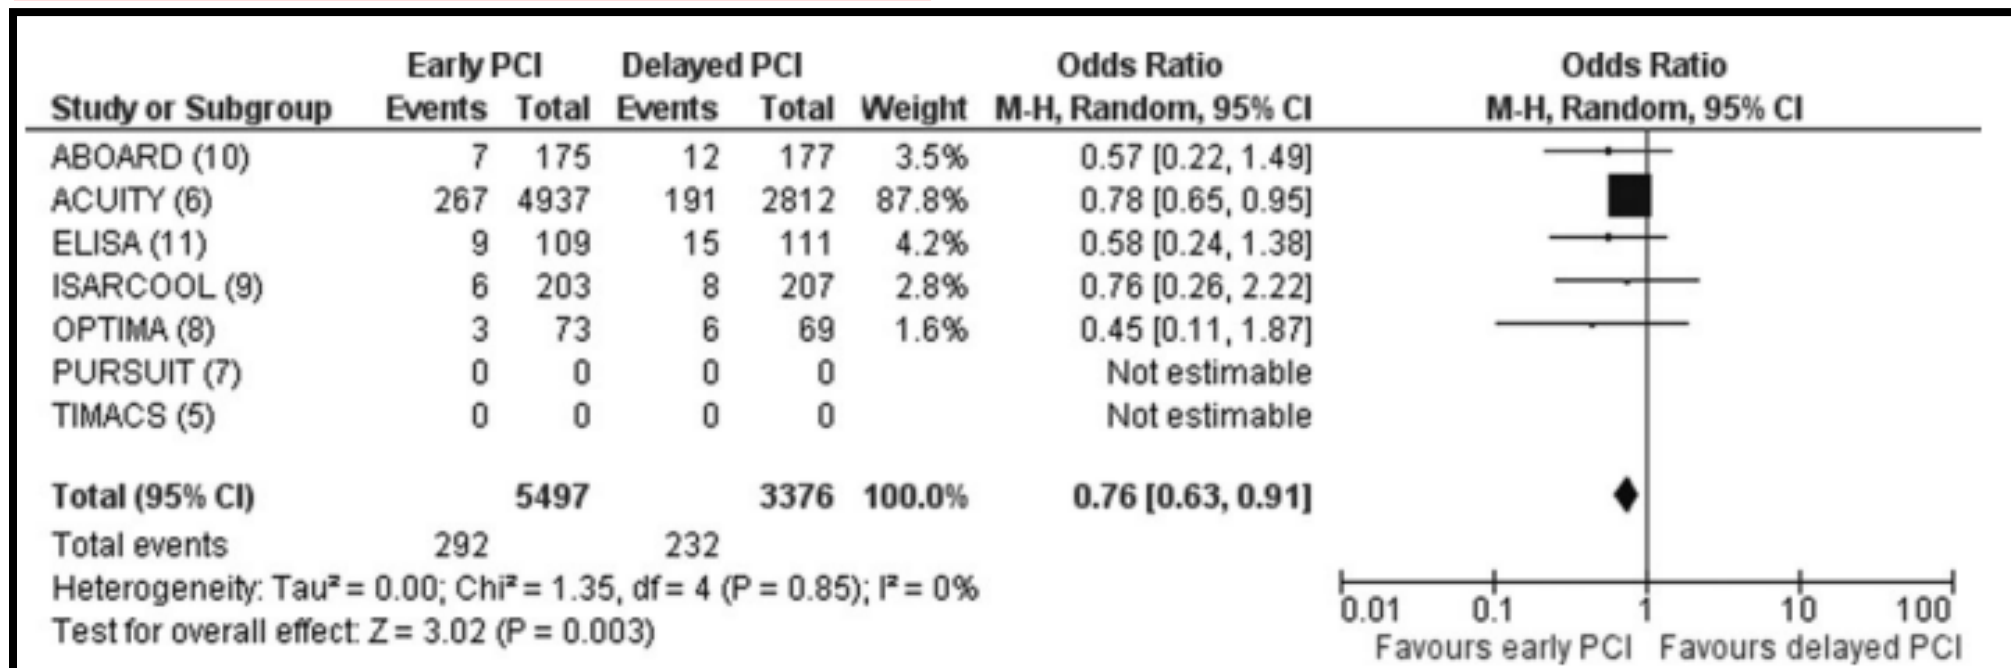 Early PCI Delayed PCI Odds Ratio Odds Ratio
Study or Subgroup Events Total Events Total Weight M-H, Random, 95% CI M-H, Random, 95% CI
ABOARD (10) 7 175 12 177 3.5% 0.57 [0.22, 1.49]
ACUITY (6) 267 4937 191 2812 87.8% 0.78 [0.65, 0.95]
ELISA (11) 9 109 15 111 4.2% 0.58 [0.24, 1.38]
ISARCOOL (9) 6 203 8 207 2.8% 0.76 [0.26, 2.22]
OPTIMA (8) 3 73 6 69 1.6% 0.45 [0.11, 1.87]
PURSUIT (7) 0 0 0 0 Not estimable
TIMACS (5) 0 0 0 0 Not estimable
Total (95% CI) 5497 3376 100.0% 0.76 [0.63, 0.91]
Total events 292 232
Heterogeneity: Tau² = 0.00; Chi² = 1.35, df = 4 (P = 0.85); I² = 0%
Test for overall effect: Z = 3.02 (P = 0.003)
0.01 0.1 1 10 100
Favours early PCI Favours delayed PCI